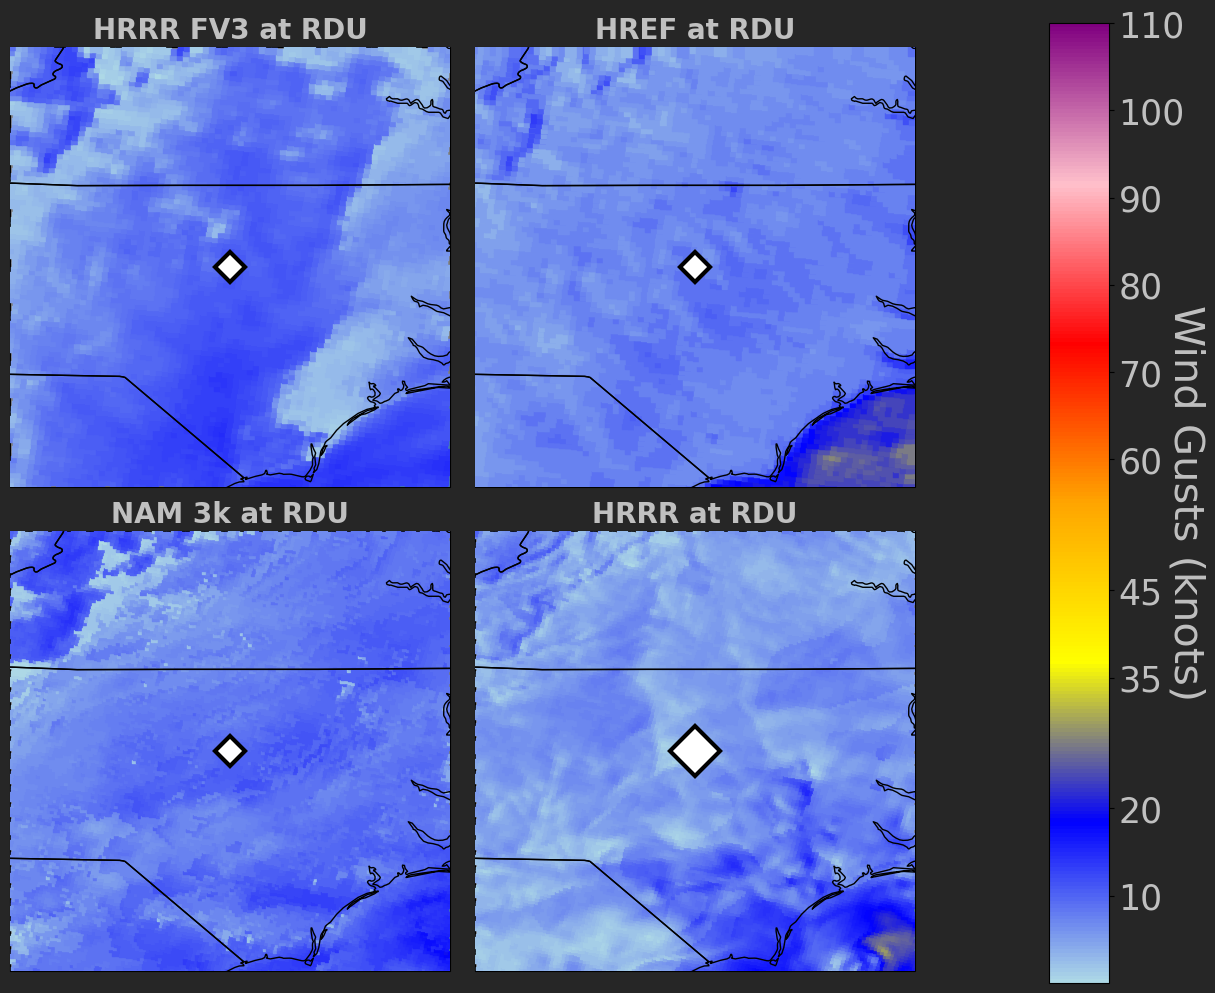 HRRR FV3 at RDU
HREF at RDU
NAM 3k at RDU
HRRR at RDU
110
100
90
80
70
60
45
35
20
10
Wind Gusts (knots)